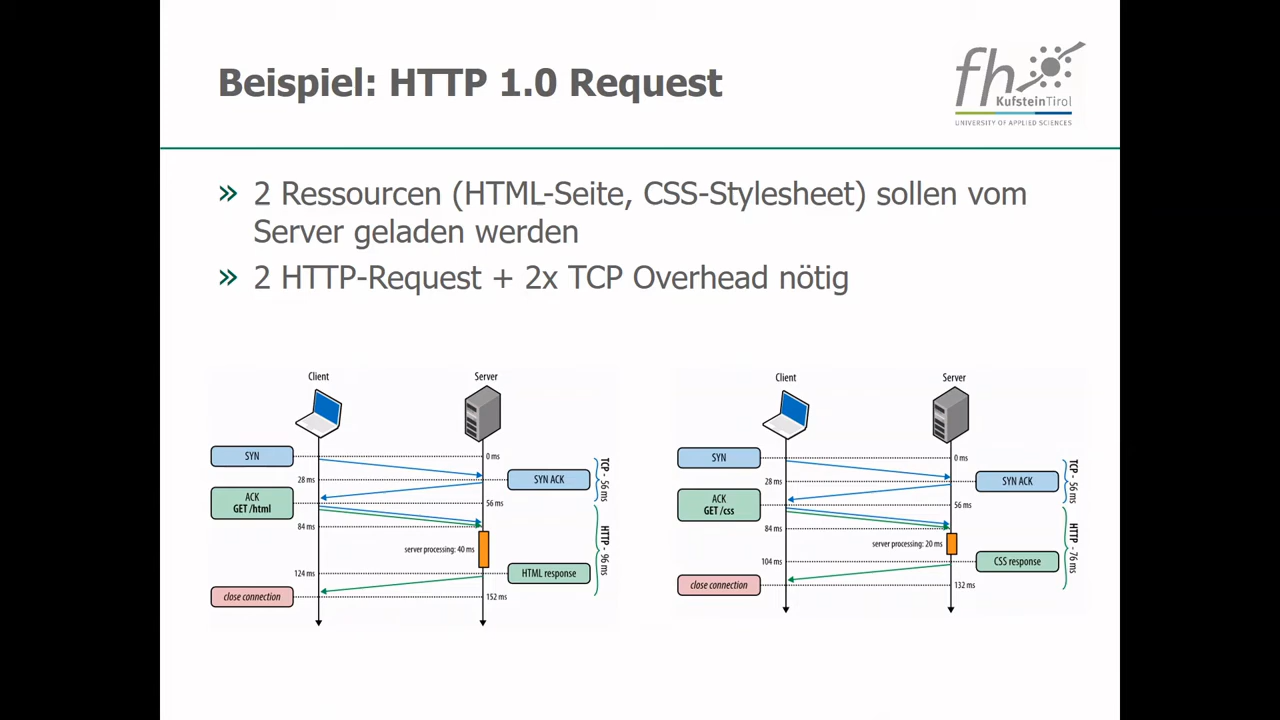 Beispiel: HTTP 1.0 Request
fh
KufsteinTirol
UNIVERSITY OF APPLIED SCIENCES
» 2 Ressourcen (HTML-Seite, CSS-Stylesheet) sollen vom
Server geladen werden
» 2 HTTP-Request + 2x TCP Overhead nötig
Client
Server
SYN
0 ms
28 ms
SYN ACK
TCP - 56 ms
ACK
GET /html
56 ms
84 ms
server processing: 40 ms
HTTP - 96 ms
124 ms
HTML response
close connection
152 ms
Client
Server
SYN
0 ms
28 ms
SYN ACK
TCP - 56 ms
ACK
GET /css
56 ms
84 ms
server processing: 20 ms
HTTP - 76 ms
104 ms
CSS response
close connection
132 ms